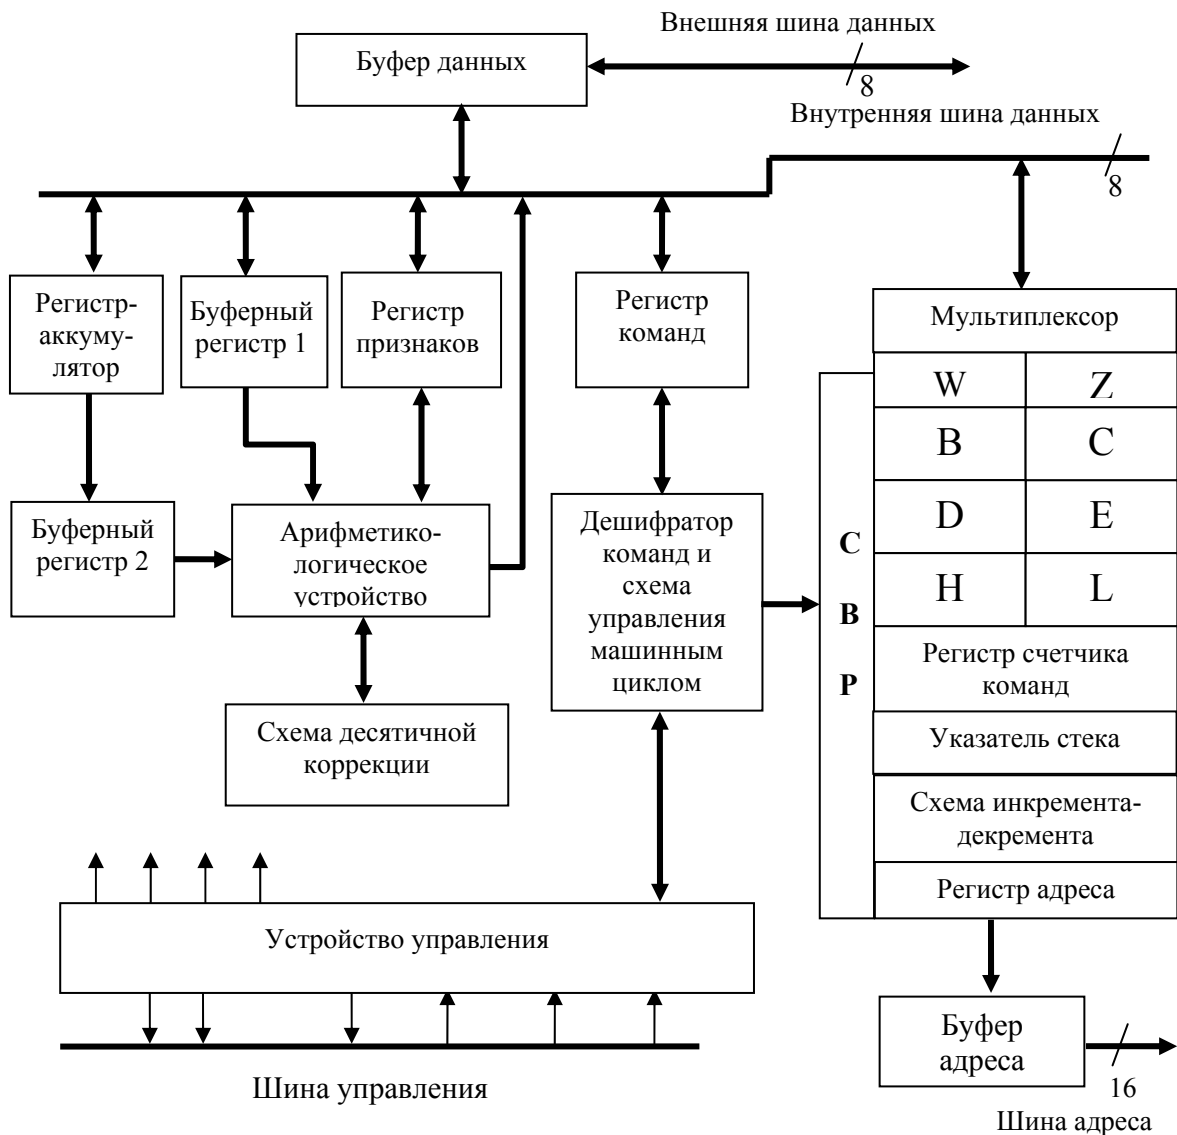 Внешняя шина данных
Буфер данных
8
Внутренняя шина данных
8
Регистр-
аккуму-
лятор
Буферный
регистр 1
Регистр
признаков
Регистр
команд
Мультиплексор
W
Z
B
C
D
E
H
L
Буферный
регистр 2
Арифметико-
логическое
устройство
Дешифратор
команд и
схема
управления
машинным
циклом
С
В
Р
Регистр счетчика
команд
Указатель стека
Схема инкремента-
декремента
Регистр адреса
Схема десятичной
коррекции
Устройство управления
Шина управления
Буфер
адреса
16
Шина адреса